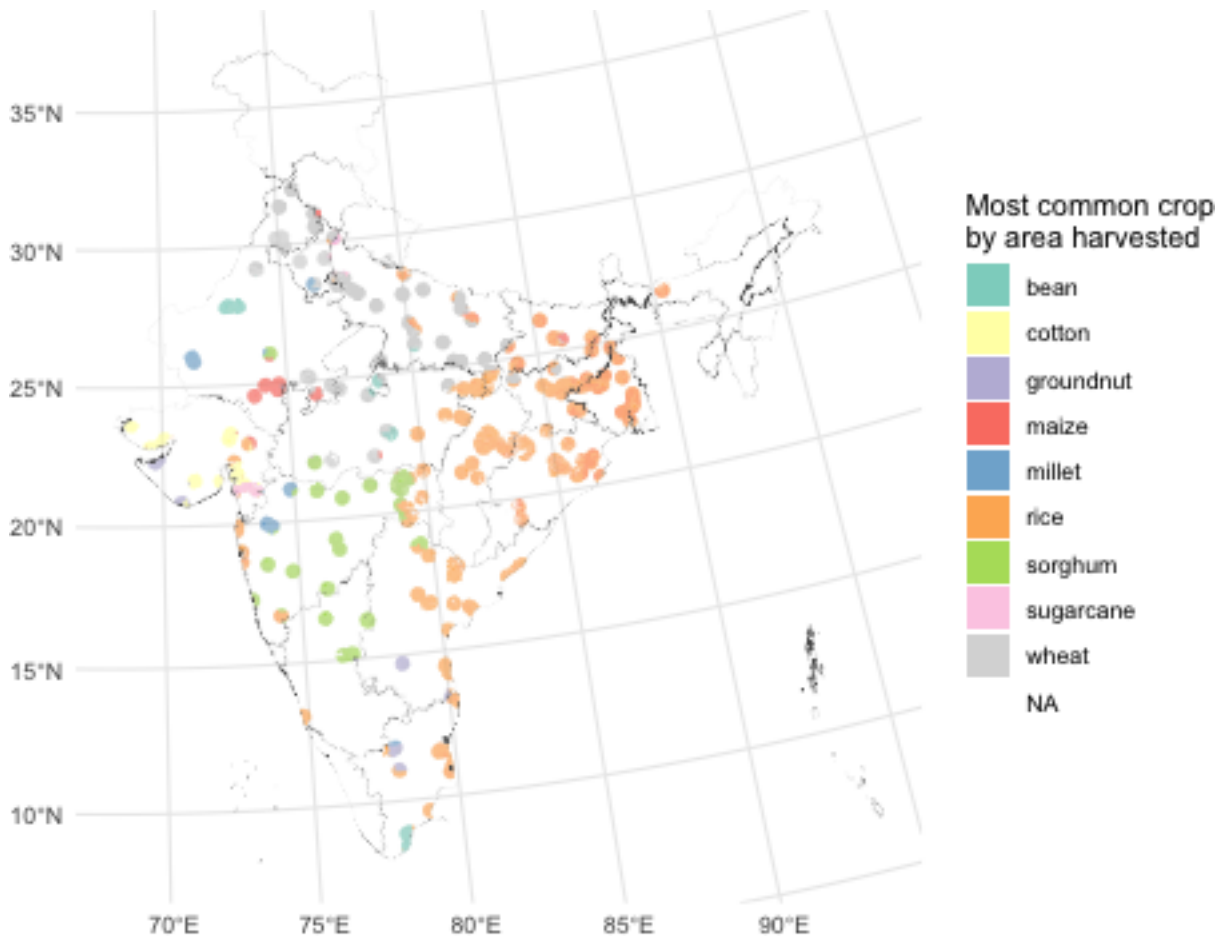 35°N
30°N
25°N
20°N
15°N
10°N
70°E
75°E
80°E
85°E
90°E
Most common crop
by area harvested
bean
cotton
groundnut
maize
millet
rice
sorghum
sugarcane
wheat
NA